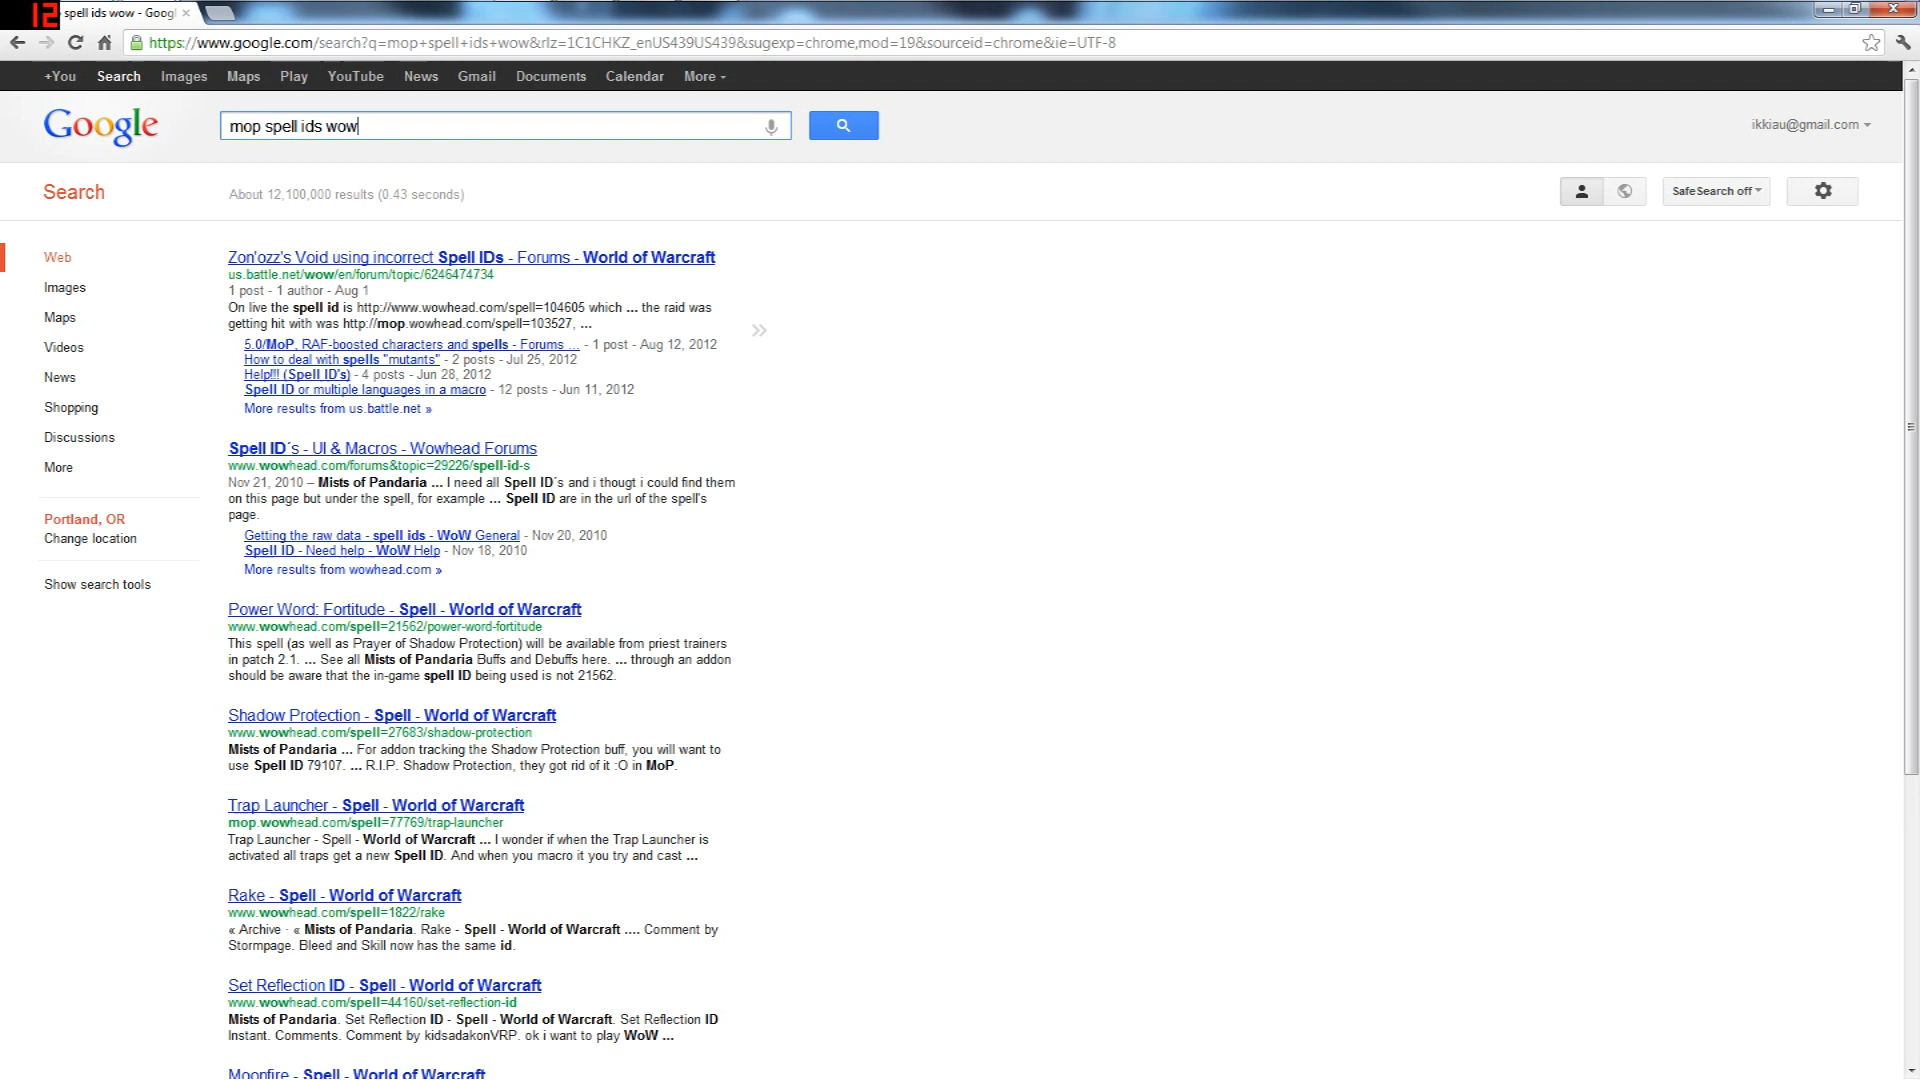 12
spell ids wow - Googl
https://www.google.com/search?q=mop+spell+ids+wow&rlz=1C1CHKZ_enUS439US439&sugexp=chrome,mod=19&sourceid=chrome&ie=UTF-8
+You Search Images Maps Play YouTube News Gmail Documents Calendar More
Google
mop spell ids wow
ikkiau@gmail.com
Search
About 12,100,000 results (0.43 seconds)
SafeSearch off
Web
Images
Maps
Videos
News
Shopping
Discussions
More
Portland, OR
Change location
Show search tools
Zon'ozz's Void using incorrect Spell IDs - Forums - World of Warcraft
us.battle.net/wow/en/forum/topic/6246474734
1 post - 1 author - Aug 1
On live the spell id is http://www.wowhead.com/spell=104605 which ... the raid was
getting hit with was http://mop.wowhead.com/spell=103527, ...
5.0/MoP, RAF-boosted characters and spells - Forums ... - 1 post - Aug 12, 2012
How to deal with spells "mutants" - 2 posts - Jul 25, 2012
Help!!! (Spell ID's) - 4 posts - Jun 28, 2012
Spell ID or multiple languages in a macro - 12 posts - Jun 11, 2012
More results from us.battle.net »
Spell ID´s - UI & Macros - Wowhead Forums
www.wowhead.com/forums&topic=29226/spell-id-s
Nov 21, 2010 – Mists of Pandaria ... I need all Spell ID´s and i thougt i could find them
on this page but under the spell, for example ... Spell ID are in the url of the spell's
page.
Getting the raw data - spell ids - WoW General - Nov 20, 2010
Spell ID - Need help - WoW Help - Nov 18, 2010
More results from wowhead.com »
Power Word: Fortitude - Spell - World of Warcraft
www.wowhead.com/spell=21562/power-word-fortitude
This spell (as well as Prayer of Shadow Protection) will be available from priest trainers
in patch 2.1. ... See all Mists of Pandaria Buffs and Debuffs here. ... through an addon
should be aware that the in-game spell ID being used is not 21562.
Shadow Protection - Spell - World of Warcraft
www.wowhead.com/spell=27683/shadow-protection
Mists of Pandaria ... For addon tracking the Shadow Protection buff, you will want to
use Spell ID 79107. ... R.I.P. Shadow Protection, they got rid of it :O in MoP.
Trap Launcher - Spell - World of Warcraft
mop.wowhead.com/spell=77769/trap-launcher
Trap Launcher - Spell - World of Warcraft ... I wonder if when the Trap Launcher is
activated all traps get a new Spell ID. And when you macro it you try and cast ...
Rake - Spell - World of Warcraft
www.wowhead.com/spell=1822/rake
« Archive · « Mists of Pandaria. Rake - Spell - World of Warcraft .... Comment by
Stormpage. Bleed and Skill now has the same id.
Set Reflection ID - Spell - World of Warcraft
www.wowhead.com/spell=44160/set-reflection-id
Mists of Pandaria. Set Reflection ID - Spell - World of Warcraft. Set Reflection ID
Instant. Comments. Comment by kidsadakonVRP. ok i want to play WoW ...
Moonfire - Spell - World of Warcraft